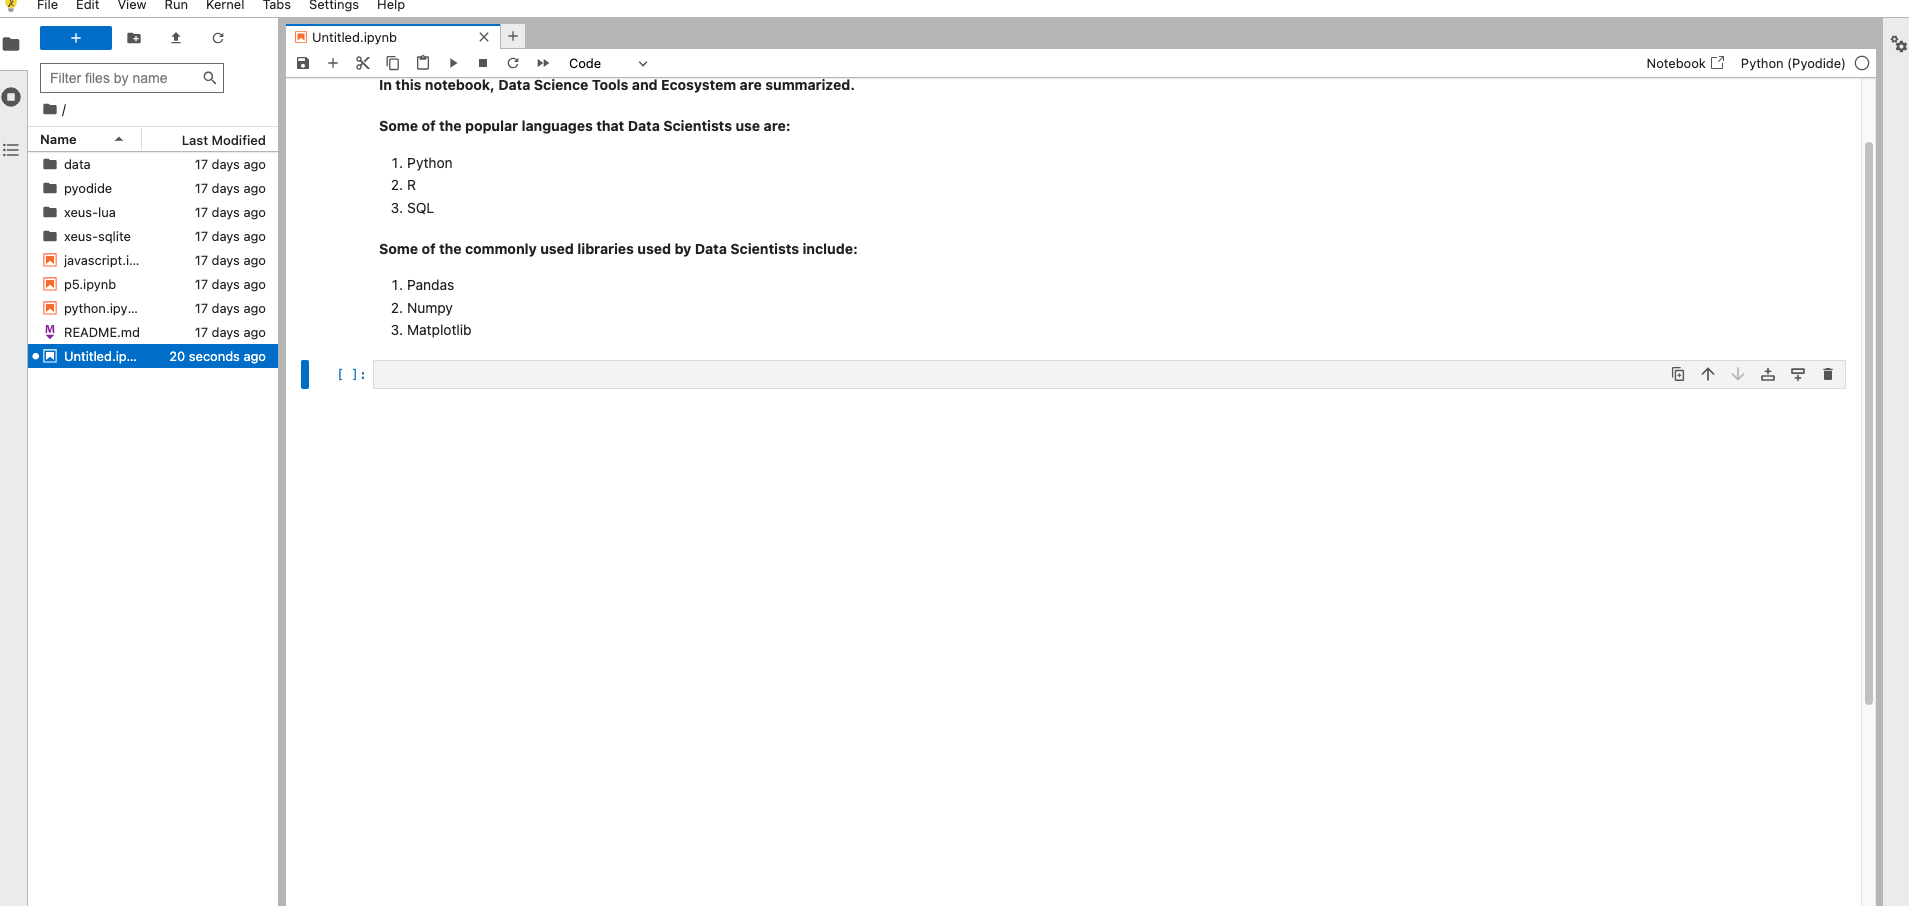 File Edit View Run Kernel Tabs Settings Help
Untitled.ipynb
Filter files by name
Code
Notebook Python (Pyodide)
/
Name Last Modified
data 17 days ago
pyodide 17 days ago
xeus-lua 17 days ago
xeus-sqlite 17 days ago
javascript.i... 17 days ago
p5.ipynb 17 days ago
python.ipy... 17 days ago
README.md 17 days ago
Untitled.ip... 20 seconds ago
In this notebook, Data Science Tools and Ecosystem are summarized.
Some of the popular languages that Data Scientists use are:
1. Python
2. R
3. SQL
Some of the commonly used libraries used by Data Scientists include:
1. Pandas
2. Numpy
3. Matplotlib
[ ]: